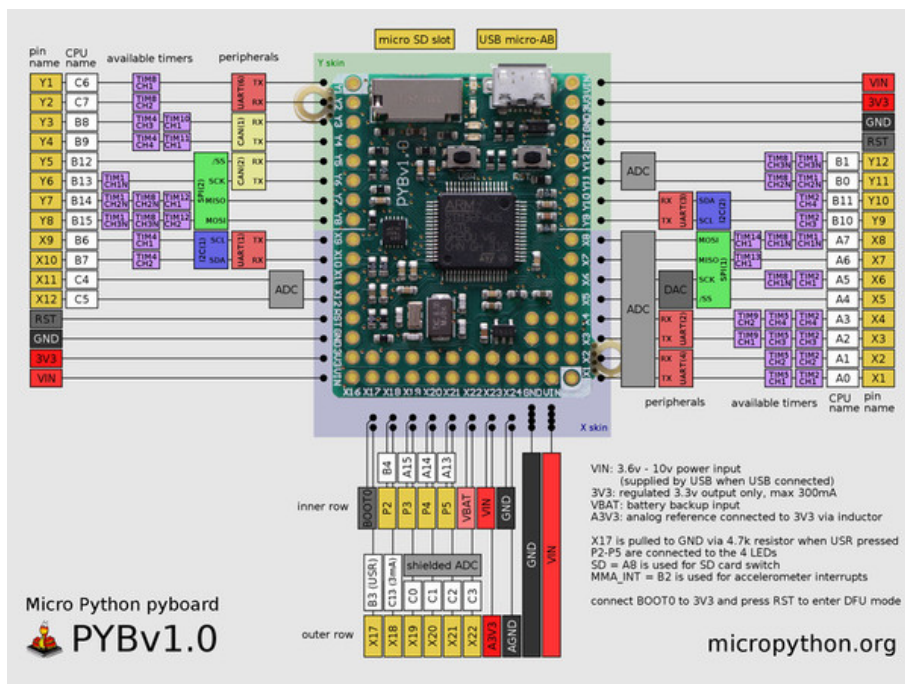 micro SD slot USB micro-AB
pin name CPU name available timers peripherals
Y skin
Y1 C6 TIM8 CH1 UART(6) TX
Y2 C7 TIM8 CH2 RX
Y3 B8 TIM4 CH3 TIM10 CH1 CAN(1) RX
Y4 B9 TIM4 CH4 TIM11 CH1 TX
Y5 B12 /SS SPI(2) CAN(2) RX
Y6 B13 TIM1 CH1N SCK TX
Y7 B14 TIM1 CH2N TIM8 CH2N TIM12 CH1 MISO
Y8 B15 TIM1 CH3N TIM8 CH3N TIM12 CH2 MOSI
X9 B6 TIM4 CH1 I2C(1) SCL UART(1) TX
X10 B7 TIM4 CH2 SDA RX
X11 C4 ADC
X12 C5
RST
GND
3V3
VIN
PYBv1.0
VIN
3V3
GND
RST
ADC TIM8 CH3N TIM1 CH3N B1 Y12
TIM8 CH2N TIM1 CH2N B0 Y11
RX UART(3) SDA I2C(2) TIM2 CH4 B11 Y10
TX SCL TIM2 CH3 B10 Y9
ADC MOSI SPI(1) TIM14 CH1 TIM8 CH1N TIM1 CH1N A7 X8
MISO TIM13 CH1 A6 X7
DAC SCK TIM8 CH1N TIM2 CH1 A5 X6
/SS A4 X5
RX UART(2) TIM9 CH2 TIM5 CH4 TIM2 CH4 A3 X4
TX TIM9 CH1 TIM5 CH3 TIM2 CH3 A2 X3
RX UART(4) TIM5 CH2 TIM2 CH2 A1 X2
TX TIM5 CH1 TIM2 CH1 A0 X1
peripherals available timers CPU name pin name
X16 X17 X18 X19 X20 X21 X22 X23 X24 GND VIN
X skin
B4 A15 A14 A13
inner row BOOT0 P2 P3 P4 P5 VBAT VIN GND
GND VIN
shielded ADC
B3 (USR) C13 (3mA) C0 C1 C2 C3
outer row X17 X18 X19 X20 X21 X22 A3V3 AGND
VIN: 3.6v - 10v power input
(supplied by USB when USB connected)
3V3: regulated 3.3v output only, max 300mA
VBAT: battery backup input
A3V3: analog reference connected to 3V3 via inductor
X17 is pulled to GND via 4.7k resistor when USR pressed
P2-P5 are connected to the 4 LEDs
SD = A8 is used for SD card switch
MMA_INT = B2 is used for accelerometer interrupts
connect BOOT0 to 3V3 and press RST to enter DFU mode
Micro Python pyboard
PYBv1.0
micropython.org